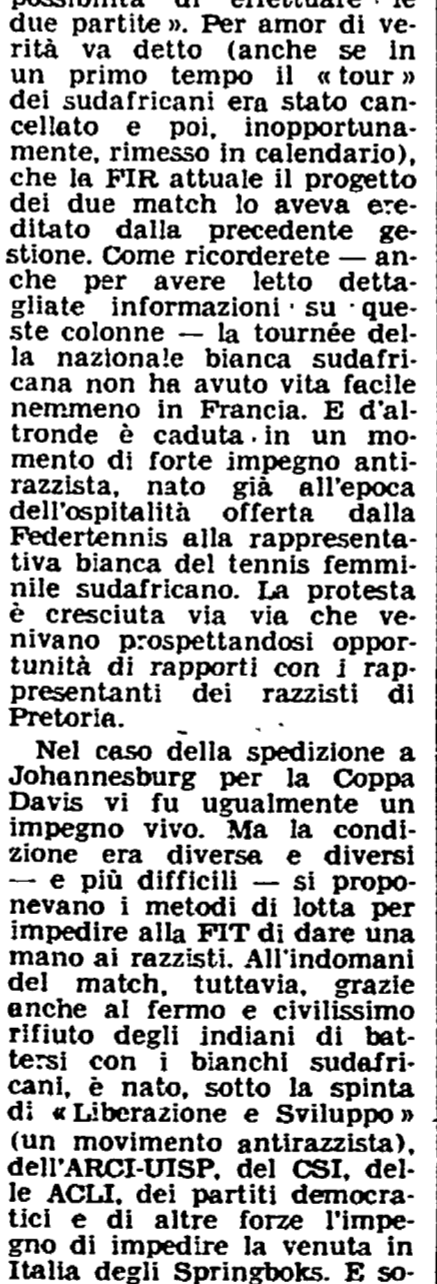 possibilità di effettuare le
due partite ». Per amor di ve-
rità va detto (anche se in
un primo tempo il « tour »
dei sudafricani era stato can-
cellato e poi, inopportuna-
mente, rimesso in calendario),
che la FIR attuale il progetto
dei due match lo aveva ere-
ditato dalla precedente ge-
stione. Come ricorderete — an-
che per avere letto detta-
gliate informazioni su que-
ste colonne — la tournée del-
la nazionale bianca sudafri-
cana non ha avuto vita facile
nemmeno in Francia. E d'al-
tronde è caduta in un mo-
mento di forte impegno anti-
razzista, nato già all'epoca
dell'ospitalità offerta dalla
Federtennis alla rappresenta-
tiva bianca del tennis femmi-
nile sudafricano. La protesta
è cresciuta via via che ve-
nivano prospettandosi oppor-
tunità di rapporti con i rap-
presentanti dei razzisti di
Pretoria.
Nel caso della spedizione a
Johannesburg per la Coppa
Davis vi fu ugualmente un
impegno vivo. Ma la condi-
zione era diversa e diversi
— e più difficili — si propo-
nevano i metodi di lotta per
impedire alla FIT di dare una
mano ai razzisti. All'indomani
del match, tuttavia, grazie
anche al fermo e civilissimo
rifiuto degli indiani di bat-
tersi con i bianchi sudafri-
cani, è nato, sotto la spinta
di « Liberazione e Sviluppo »
(un movimento antirazzista),
dell'ARCI-UISP, del CSI, del-
le ACLI, dei partiti democra-
tici e di altre forze l'impe-
gno di impedire la venuta in
Italia degli Springboks. E so-